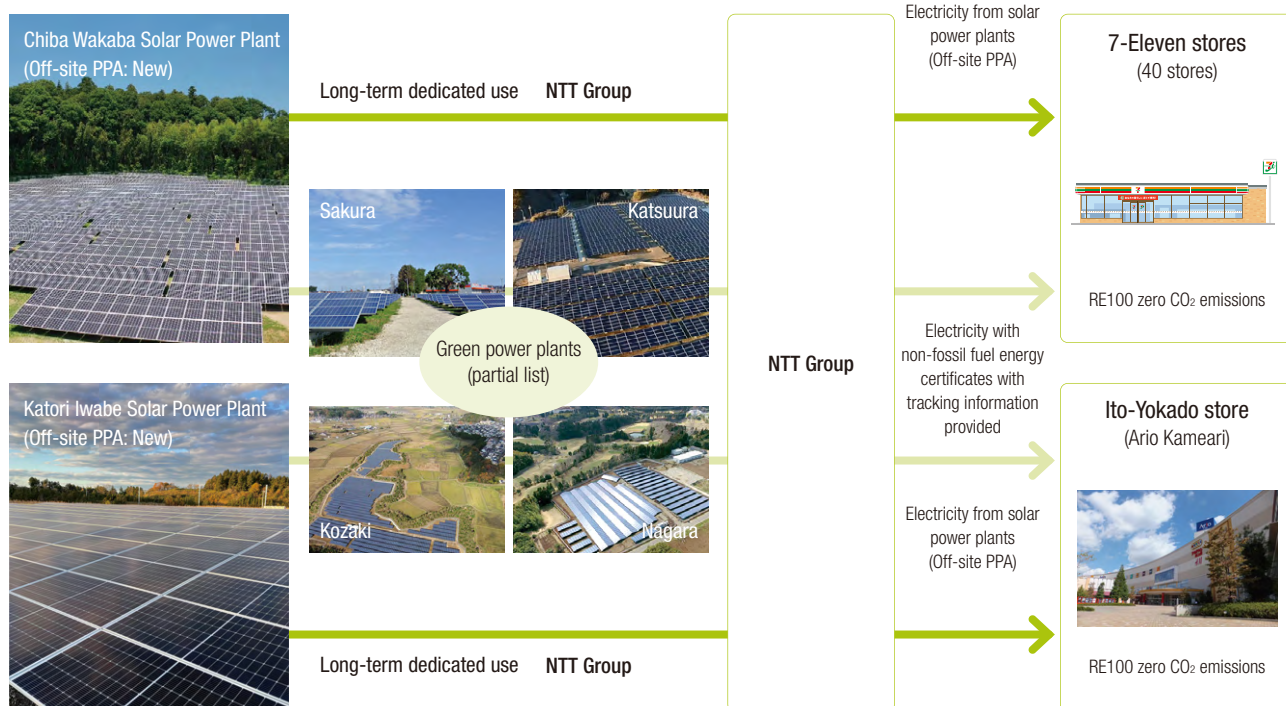 Chiba Wakaba Solar Power Plant
(Off-site PPA: New)
Long-term dedicated use NTT Group
Sakura
Katsuura
Green power plants
(partial list)
Katori Iwabe Solar Power Plant
(Off-site PPA: New)
Kozaki
Nagara
Long-term dedicated use NTT Group
NTT Group
Electricity from solar
power plants
(Off-site PPA)
Electricity with
non-fossil fuel energy
certificates with
tracking information
provided
Electricity from solar
power plants
(Off-site PPA)
7-Eleven stores
(40 stores)
RE100 zero CO₂ emissions
Ito-Yokado store
(Ario Kameari)
RE100 zero CO₂ emissions